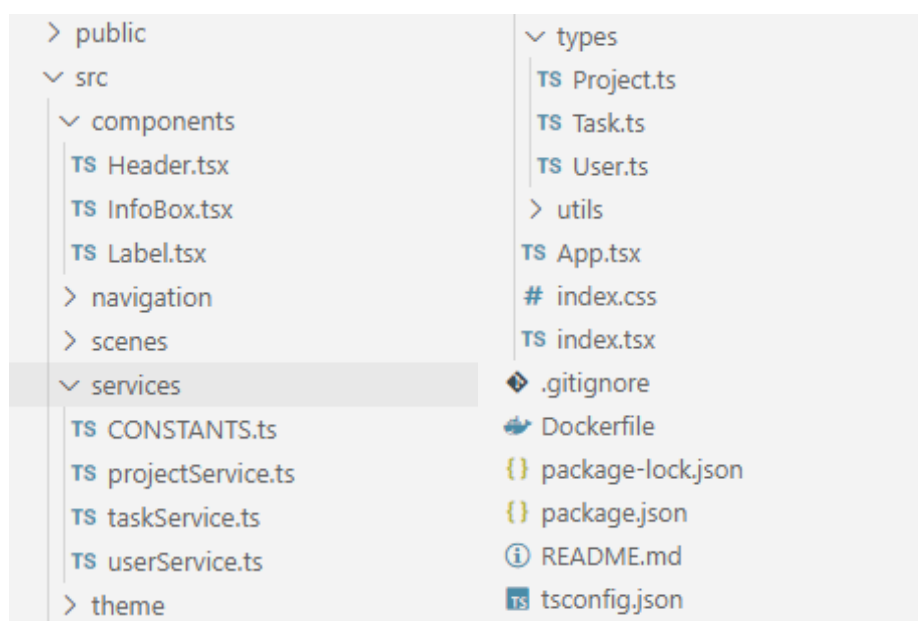 public
src
components
TS Header.tsx
TS InfoBox.tsx
TS Label.tsx
navigation
scenes
services
TS CONSTANTS.ts
TS projectService.ts
TS taskService.ts
TS userService.ts
theme
types
TS Project.ts
TS Task.ts
TS User.ts
utils
TS App.tsx
# index.css
TS index.tsx
.gitignore
Dockerfile
{} package-lock.json
{} package.json
README.md
TS tsconfig.json